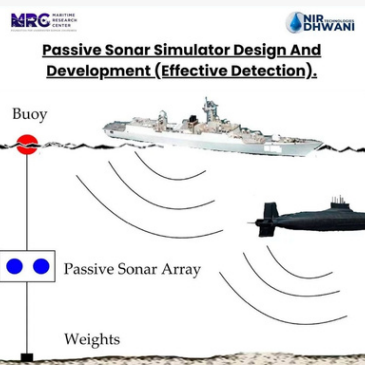 MRC MARITIME RESEARCH CENTER
NIR DHWANI TECHNOLOGIES
Passive Sonar Simulator Design And
Development (Effective Detection).
Buoy
Passive Sonar Array
Weights